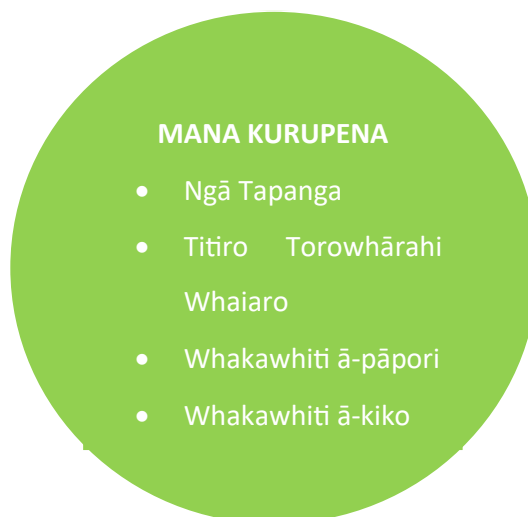 MANA KURUPENA
• Ngā Tapanga
• Titiro Torowhārahi
Whaiaro
• Whakawhiti ā-pāpori
• Whakawhiti ā-kiko